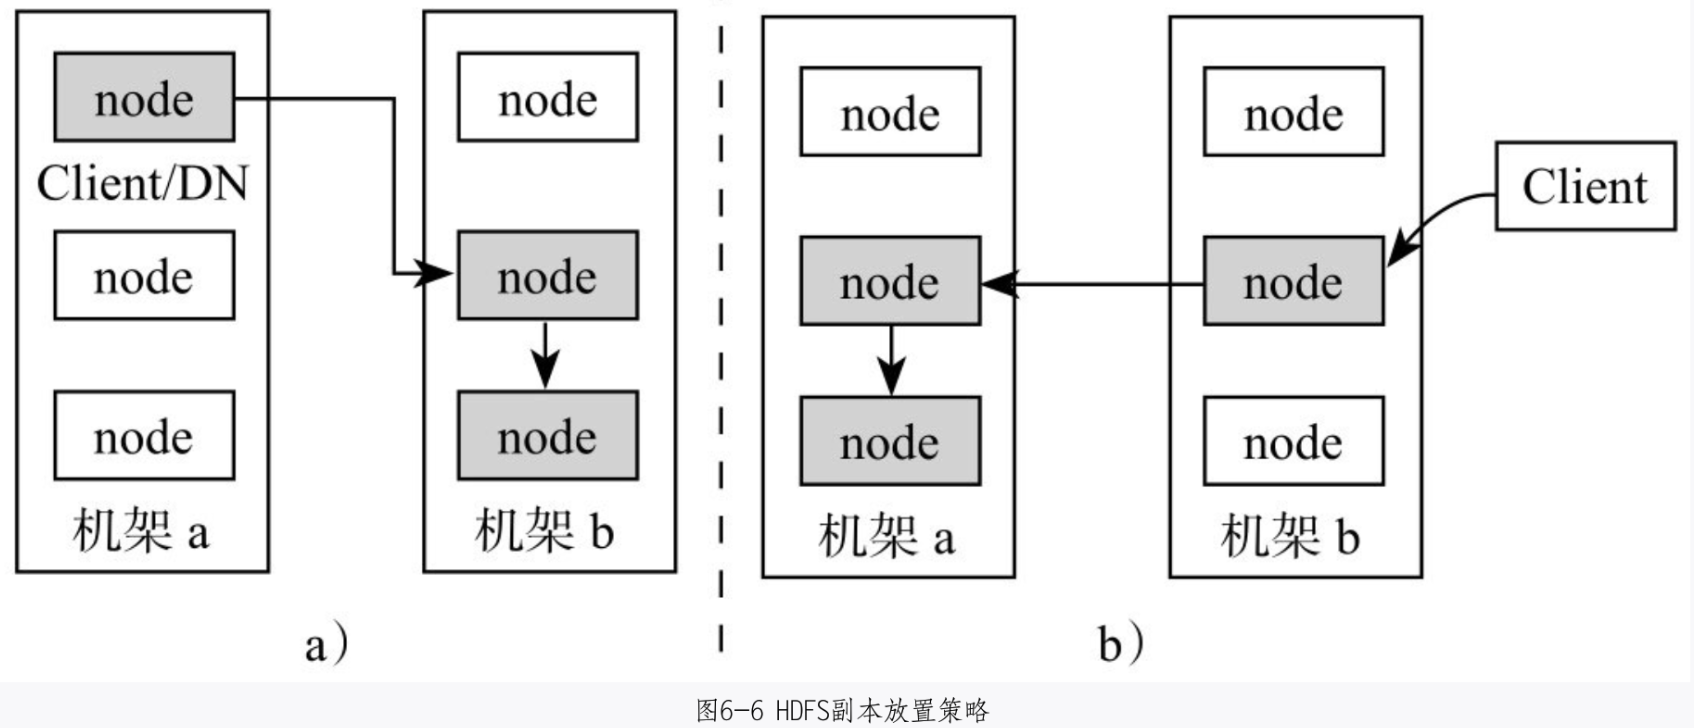 node
Client/DN
node
node
机架 a
node
node
node
机架 b
a）
node
node
node
机架 a
node
node
node
机架 b
Client
b）
图6-6 HDFS副本放置策略